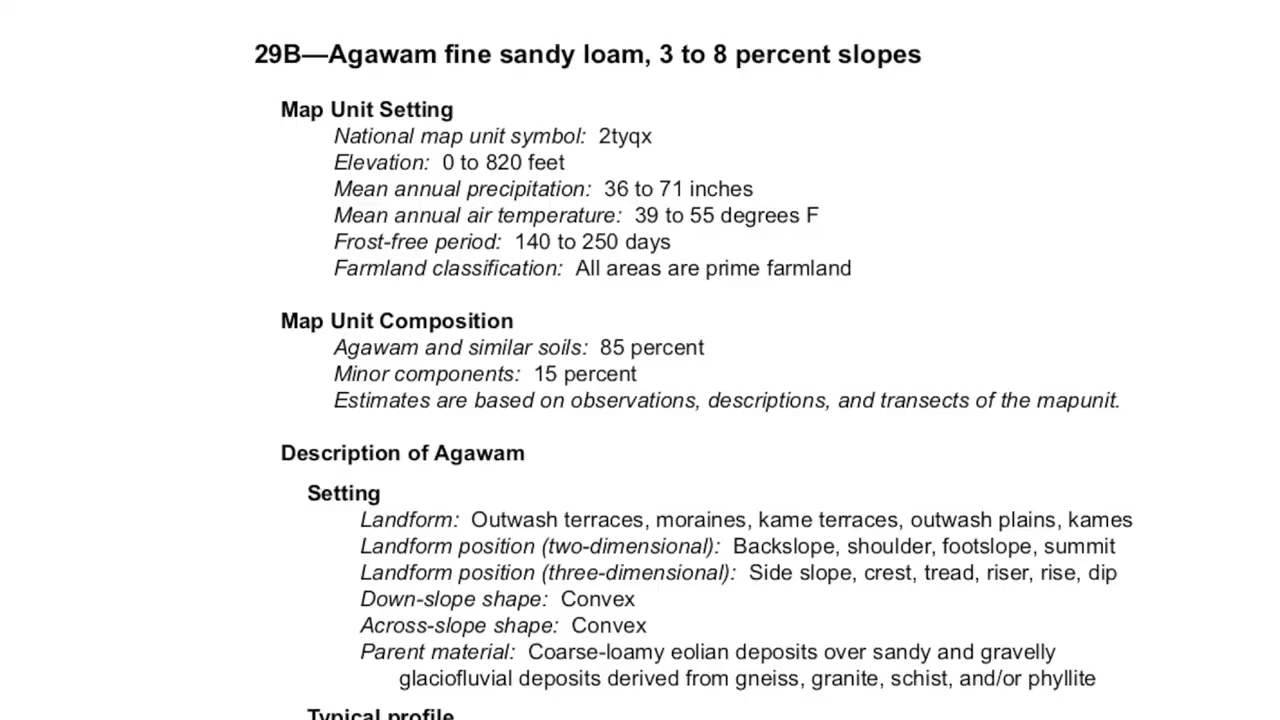 29B—Agawam fine sandy loam, 3 to 8 percent slopes
Map Unit Setting
National map unit symbol: 2tyqx
Elevation: 0 to 820 feet
Mean annual precipitation: 36 to 71 inches
Mean annual air temperature: 39 to 55 degrees F
Frost-free period: 140 to 250 days
Farmland classification: All areas are prime farmland
Map Unit Composition
Agawam and similar soils: 85 percent
Minor components: 15 percent
Estimates are based on observations, descriptions, and transects of the mapunit.
Description of Agawam
Setting
Landform: Outwash terraces, moraines, kame terraces, outwash plains, kames
Landform position (two-dimensional): Backslope, shoulder, footslope, summit
Landform position (three-dimensional): Side slope, crest, tread, riser, rise, dip
Down-slope shape: Convex
Across-slope shape: Convex
Parent material: Coarse-loamy eolian deposits over sandy and gravelly
glaciofluvial deposits derived from gneiss, granite, schist, and/or phyllite
Typical profile